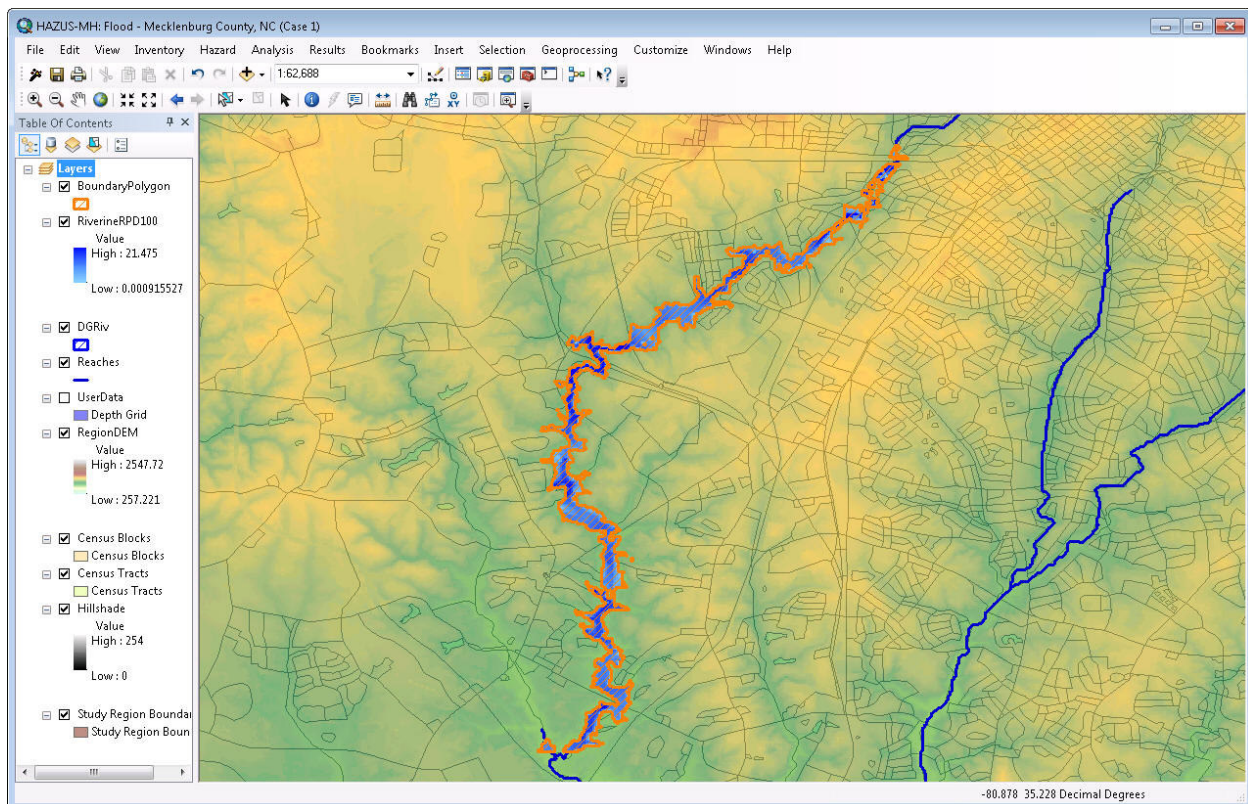 HAZUS-MH: Flood - Mecklenburg County, NC (Case 1)
File Edit View Inventory Hazard Analysis Results Bookmarks Insert Selection Geoprocessing Customize Windows Help
1:62,688
Table Of Contents
Layers
BoundaryPolygon
RiverineRPD100
Value
High : 21.475
Low : 0.000915527
DGRiv
Reaches
UserData
Depth Grid
RegionDEM
Value
High : 2547.72
Low : 257.221
Census Blocks
Census Blocks
Census Tracts
Census Tracts
Hillshade
Value
High : 254
Low : 0
Study Region Boundar
Study Region Boun
-80.878 35.228 Decimal Degrees